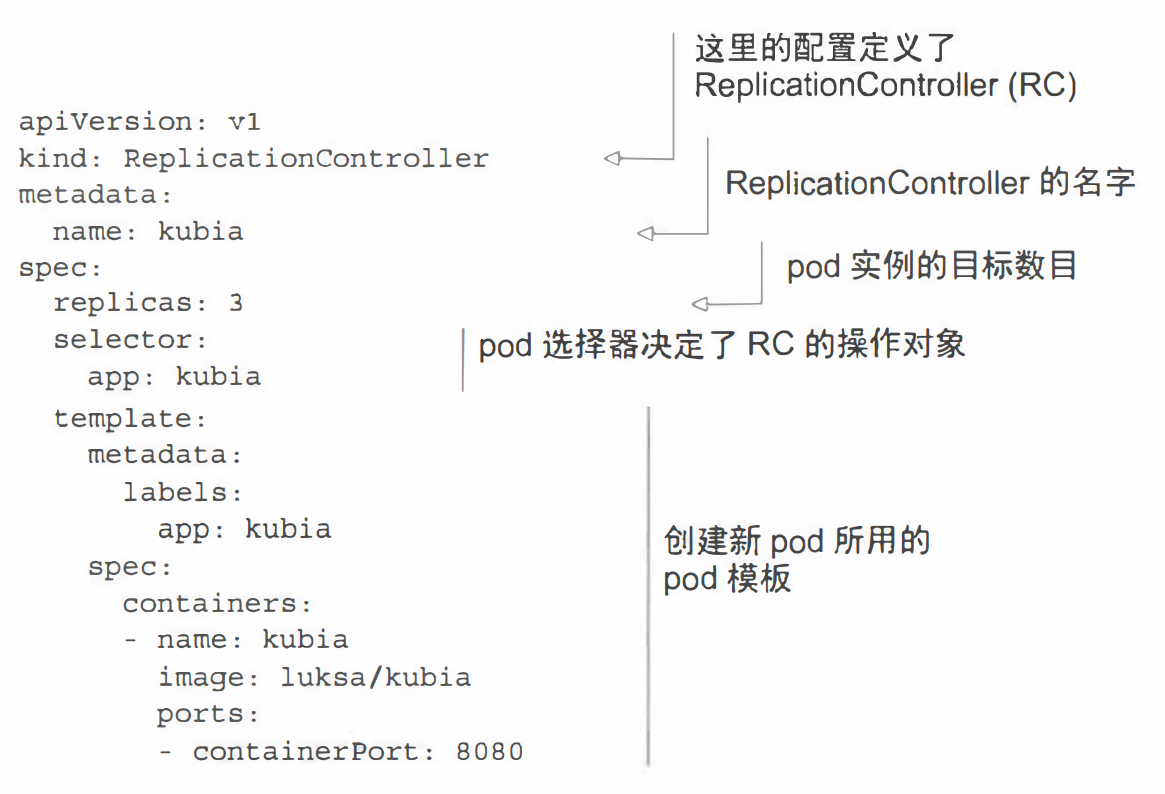 这里的配置定义了
ReplicationController (RC)
apiVersion: v1
kind: ReplicationController
metadata:
ReplicationController 的名字
  name: kubia
spec:
pod 实例的目标数目
  replicas: 3
  selector:
pod 选择器决定了 RC 的操作对象
    app: kubia
  template:
    metadata:
      labels:
        app: kubia
    spec:
创建新 pod 所用的
pod 模板
      containers:
      - name: kubia
        image: luksa/kubia
        ports:
        - containerPort: 8080